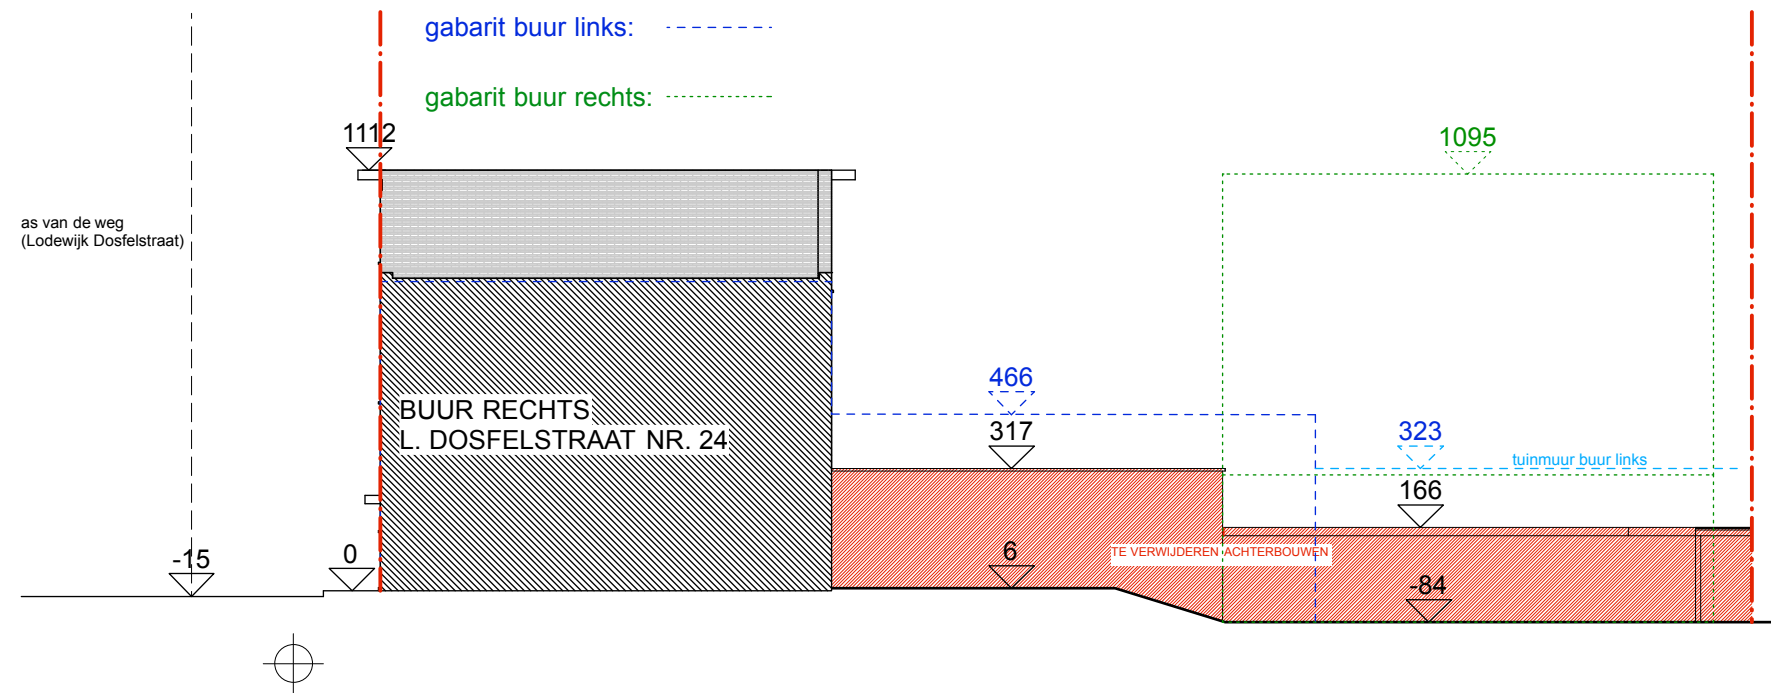 gabarit buur links:
gabarit buur rechts:
1112
1095
as van de weg
(Lodewijk Dosfelstraat)
466
BUUR RECHTS
L. DOSFELSTRAAT NR. 24
317
323
tuinmuur buur links
166
-15
0
6
TE VERWIJDEREN ACHTERBOUWEN
-84